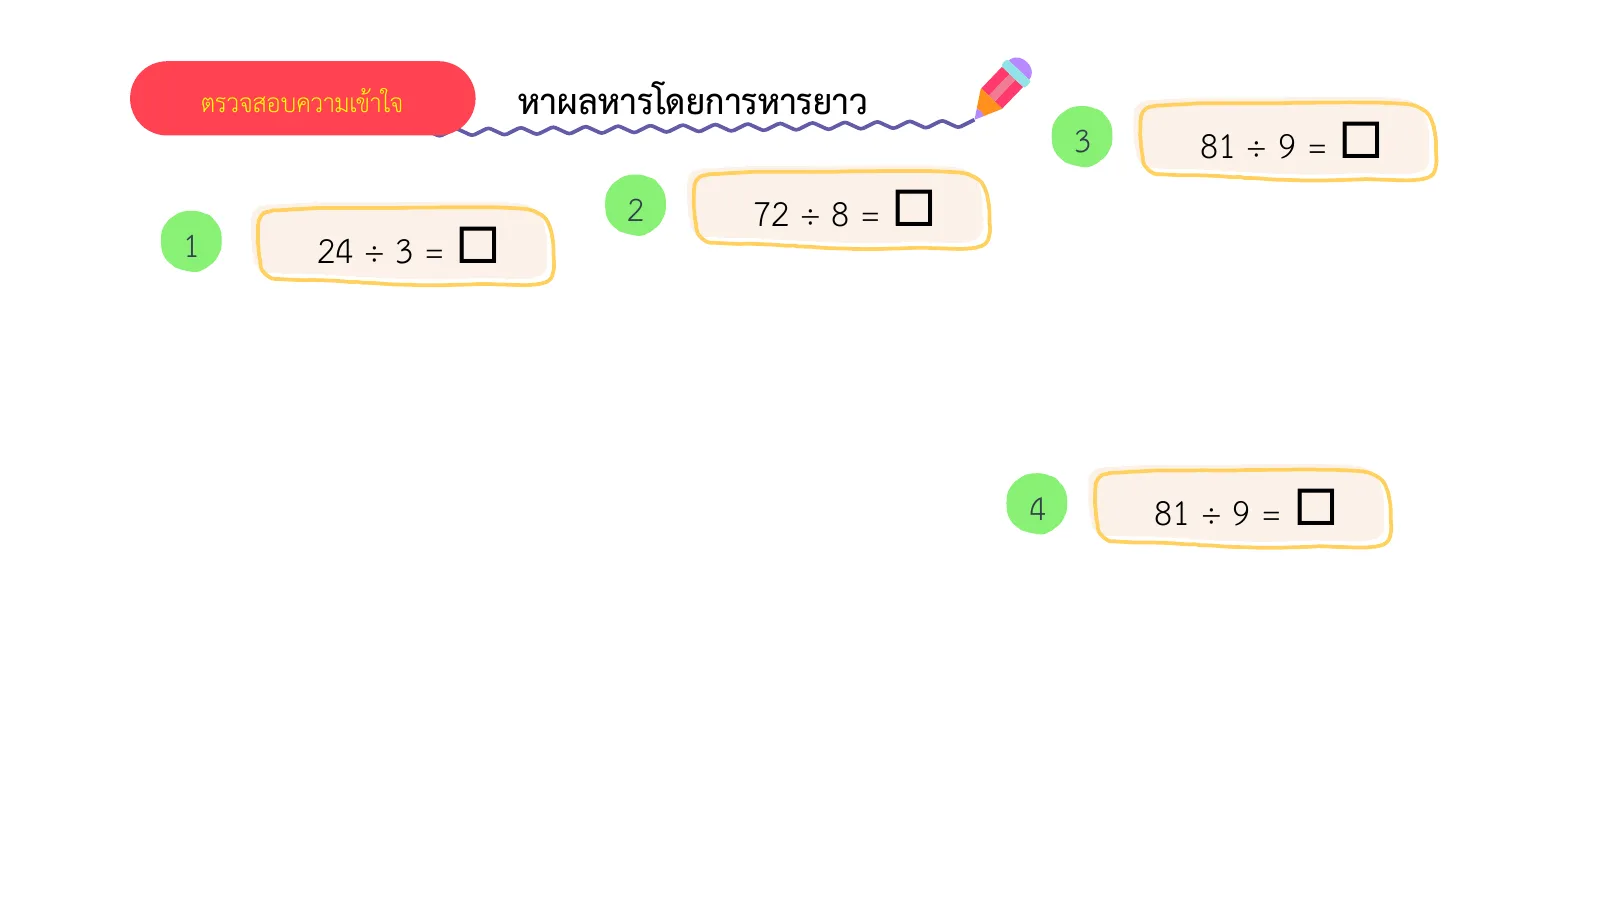 ตรวจสอบความเข้าใจ
หาผลหารโดยการหารยาว
1
24 ÷ 3 = □
2
72 ÷ 8 = □
3
81 ÷ 9 = □
4
81 ÷ 9 = □